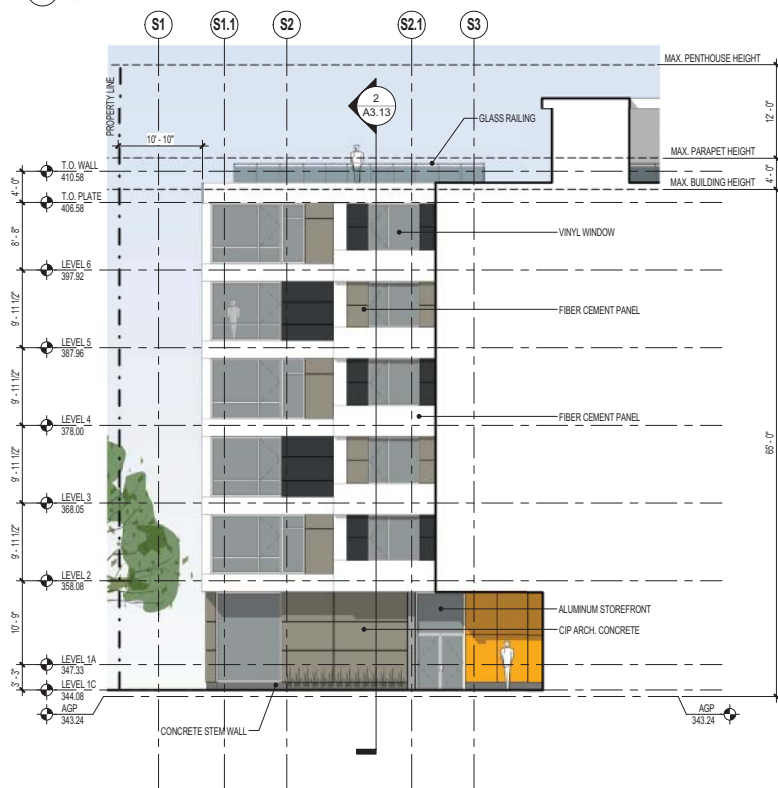 S1
S1.1
S2
S2.1
S3
MAX. PENTHOUSE HEIGHT
PROPERTY LINE
2
A3.13
GLASS RAILING
12' - 0"
10' - 10"
MAX. PARAPET HEIGHT
T.O. WALL
410.58
4' - 0"
4' - 0"
MAX. BUILDING HEIGHT
T.O. PLATE
406.58
8' - 8"
VINYL WINDOW
LEVEL 6
397.92
9' - 11 1/2"
FIBER CEMENT PANEL
LEVEL 5
387.96
9' - 11 1/2"
FIBER CEMENT PANEL
LEVEL 4
378.00
65' - 0"
9' - 11 1/2"
LEVEL 3
368.05
9' - 11 1/2"
LEVEL 2
358.08
10' - 9"
ALUMINUM STOREFRONT
CIP ARCH. CONCRETE
LEVEL 1A
347.33
3' - 3"
LEVEL 1C
344.08
AGP
343.24
AGP
343.24
CONCRETE STEM WALL